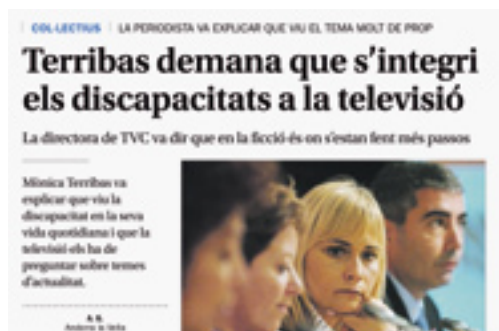 COL·LECTIUS | LA PERIODISTA VA EXPLICAR QUE VIU EL TEMA MOLT DE PROP
Terribas demana que s'integri
els discapacitats a la televisió
La directora de TVC va dir que en la ficció és on s'estan fent més passos
Mònica Terribas va
explicar que viu la
discapacitat en la seva
vida quotidiana i que la
televisió els ha de
preguntar sobre temes
d'actualitat.
Andorra la Vella